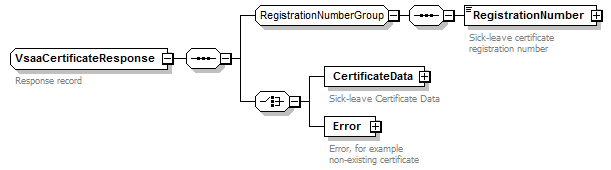 RegistrationNumberGroup
RegistrationNumber
Sick-leave certificate
registration number
VsaaCertificateResponse
Response record
CertificateData
Sick-leave Certificate Data
Error
Error, for example
non-existing certificate